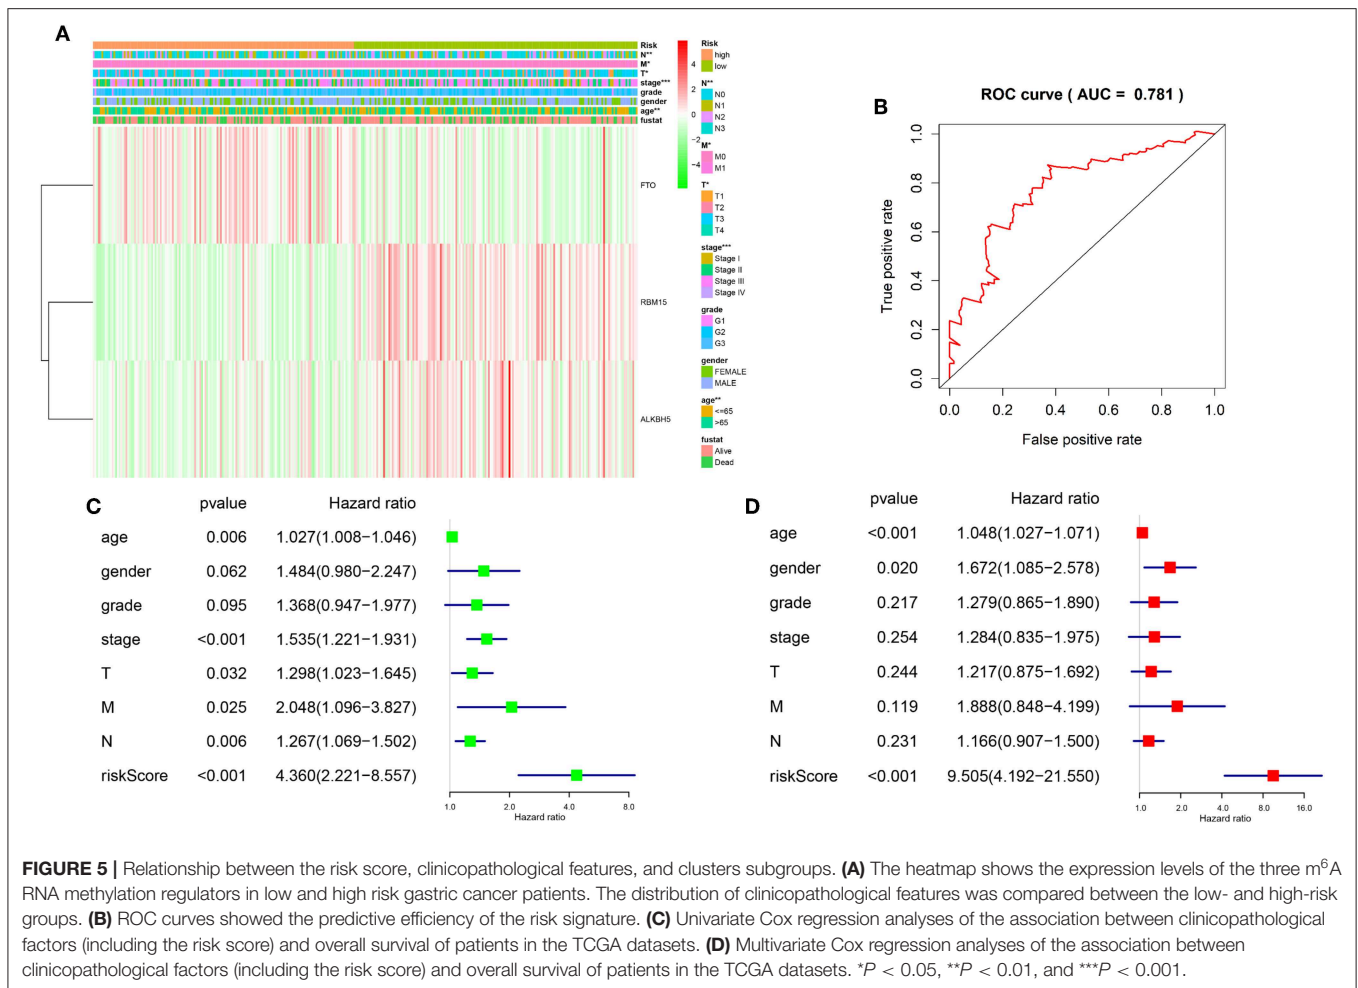 A
Risk
N**
M*
T*
stage***
grade
gender
age**
fustat
FTO
RBM15
ALKBH5
4
2
0
−2
−4
Risk
high
low
N**
N0
N1
N2
N3
M*
M0
M1
T*
T1
T2
T3
T4
stage***
Stage I
Stage II
Stage III
Stage IV
grade
G1
G2
G3
gender
FEMALE
MALE
age**
<=65
>65
fustat
Alive
Dead
B
ROC curve ( AUC = 0.781 )
True positive rate
1.0
0.8
0.6
0.4
0.2
0.0
0.0 0.2 0.4 0.6 0.8 1.0
False positive rate
C
pvalue Hazard ratio
age 0.006 1.027(1.008−1.046)
gender 0.062 1.484(0.980−2.247)
grade 0.095 1.368(0.947−1.977)
stage <0.001 1.535(1.221−1.931)
T 0.032 1.298(1.023−1.645)
M 0.025 2.048(1.096−3.827)
N 0.006 1.267(1.069−1.502)
riskScore <0.001 4.360(2.221−8.557)
1.0 2.0 4.0 8.0
Hazard ratio
D
pvalue Hazard ratio
age <0.001 1.048(1.027−1.071)
gender 0.020 1.672(1.085−2.578)
grade 0.217 1.279(0.865−1.890)
stage 0.254 1.284(0.835−1.975)
T 0.244 1.217(0.875−1.692)
M 0.119 1.888(0.848−4.199)
N 0.231 1.166(0.907−1.500)
riskScore <0.001 9.505(4.192−21.550)
1.0 2.0 4.0 8.0 16.0
Hazard ratio
FIGURE 5 | Relationship between the risk score, clinicopathological features, and clusters subgroups. (A) The heatmap shows the expression levels of the three m⁶A
RNA methylation regulators in low and high risk gastric cancer patients. The distribution of clinicopathological features was compared between the low- and high-risk
groups. (B) ROC curves showed the predictive efficiency of the risk signature. (C) Univariate Cox regression analyses of the association between clinicopathological
factors (including the risk score) and overall survival of patients in the TCGA datasets. (D) Multivariate Cox regression analyses of the association between
clinicopathological factors (including the risk score) and overall survival of patients in the TCGA datasets. *P < 0.05, **P < 0.01, and ***P < 0.001.